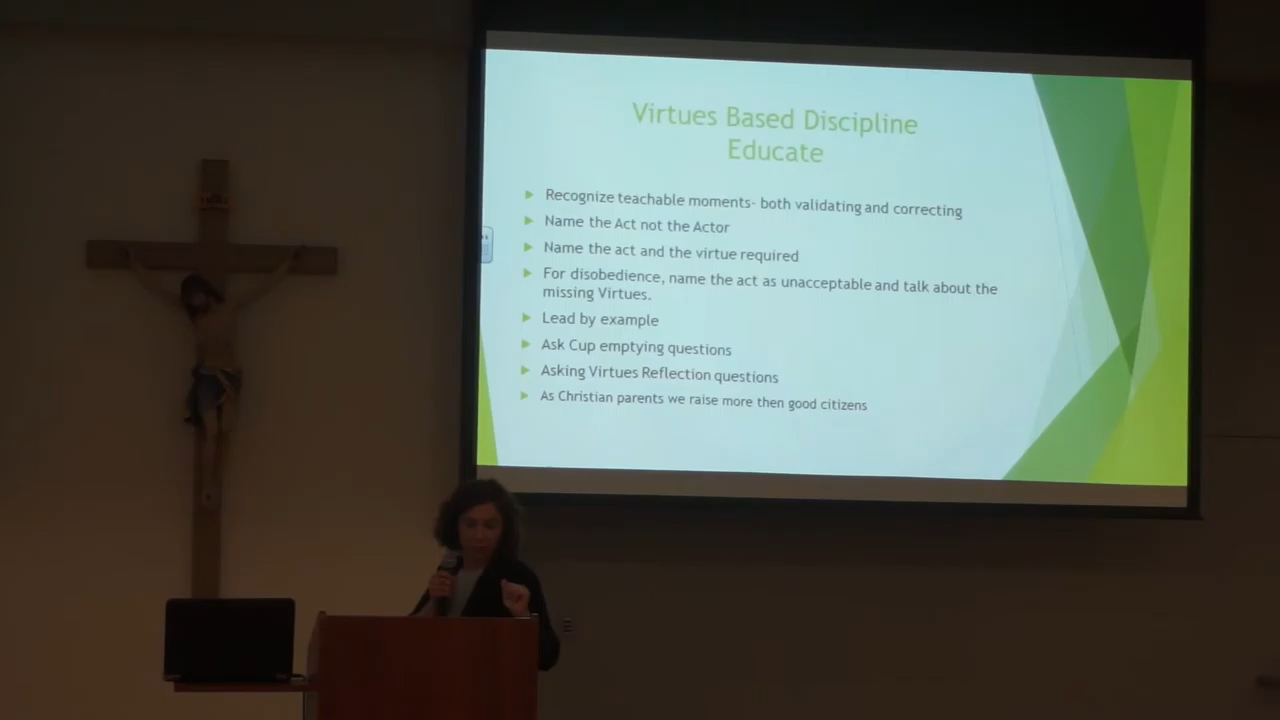 Virtues Based Discipline
Educate
Recognize teachable moments- both validating and correcting
Name the Act not the Actor
Name the act and the virtue required
For disobedience, name the act as unacceptable and talk about the
missing Virtues.
Lead by example
Ask Cup emptying questions
Asking Virtues Reflection questions
As Christian parents we raise more then good citizens